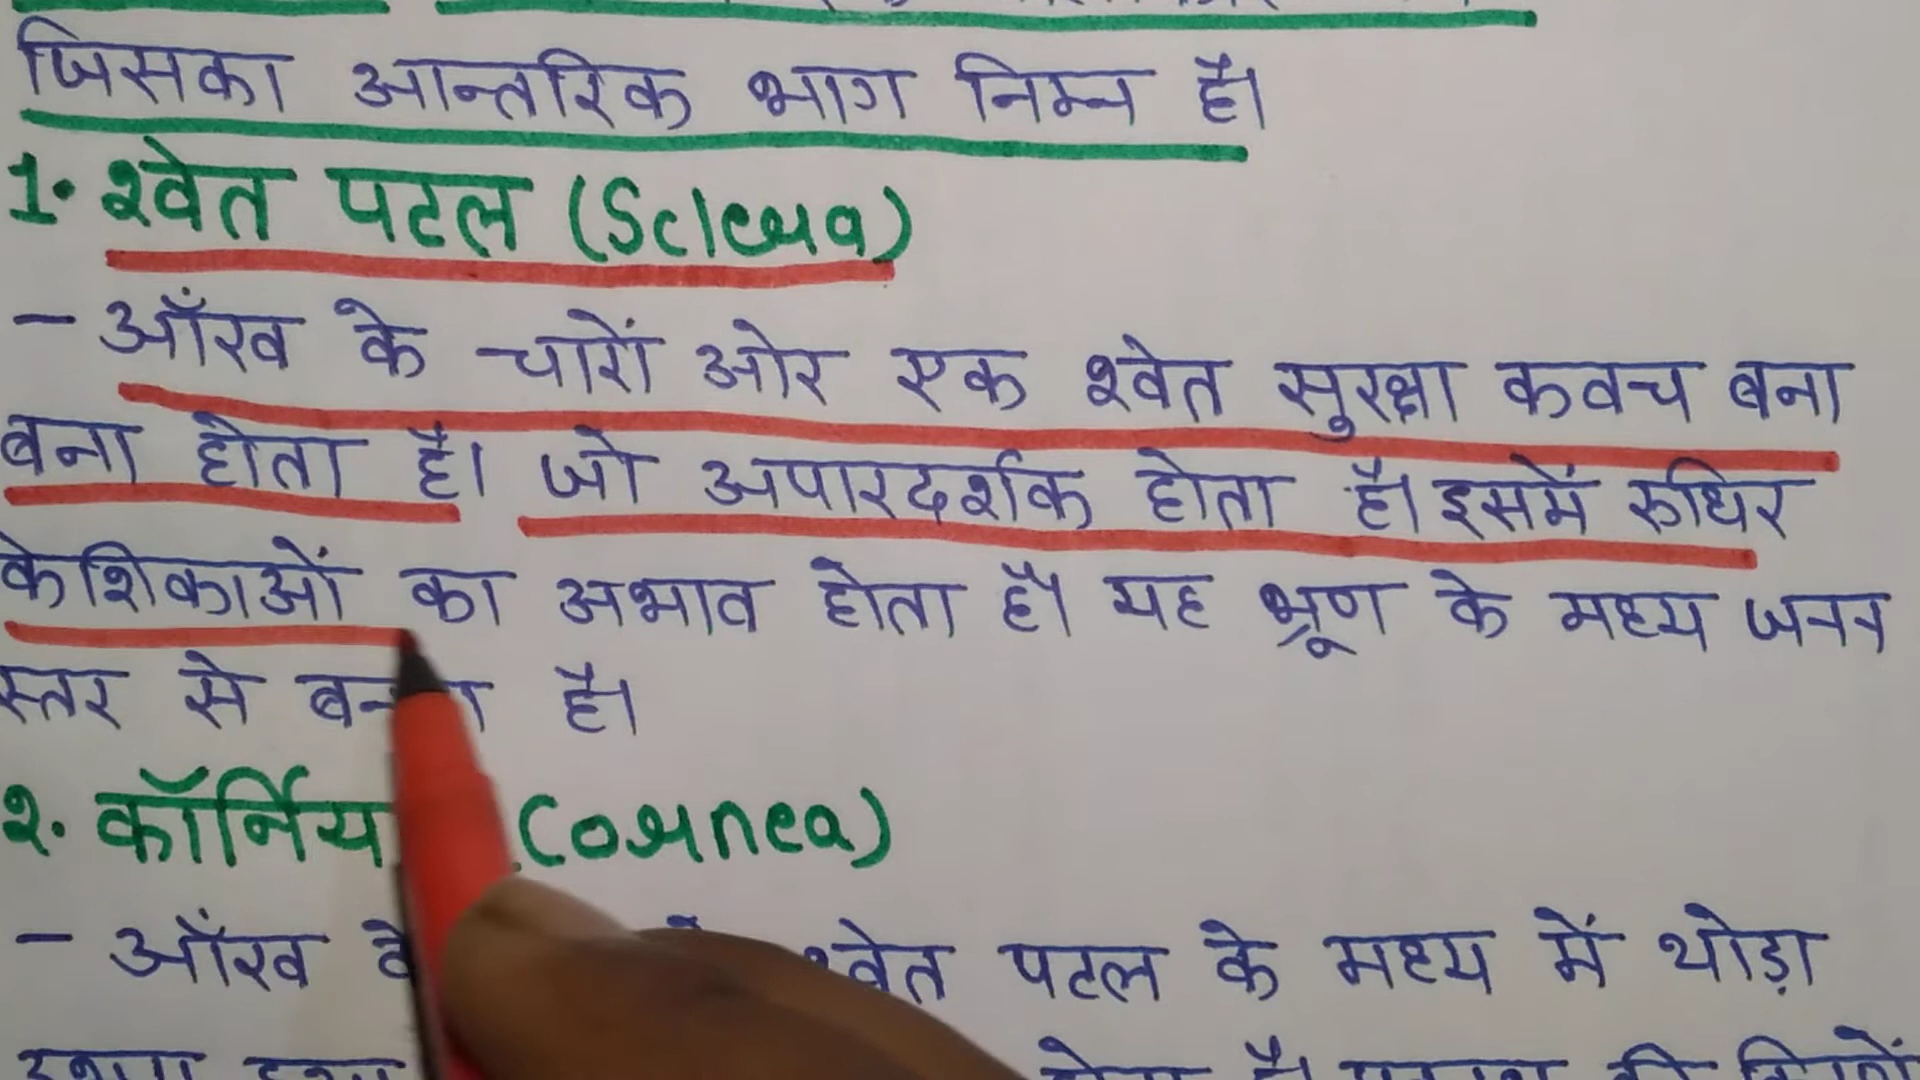 जिसका आन्तरिक भाग निम्न है।
1. श्वेत पटल (Sclera)
- आँख के चारों ओर एक श्वेत सुरक्षा कवच बना
बना होता है। जो अपारदर्शक होता है। इसमें रुधिर
केशिकाओं का अभाव होता है। यह भ्रूण के मध्य जनन
स्तर से है।
२. (Cornea)
- आँख श्वेत पटल के मध्य में थोड़ा
है।